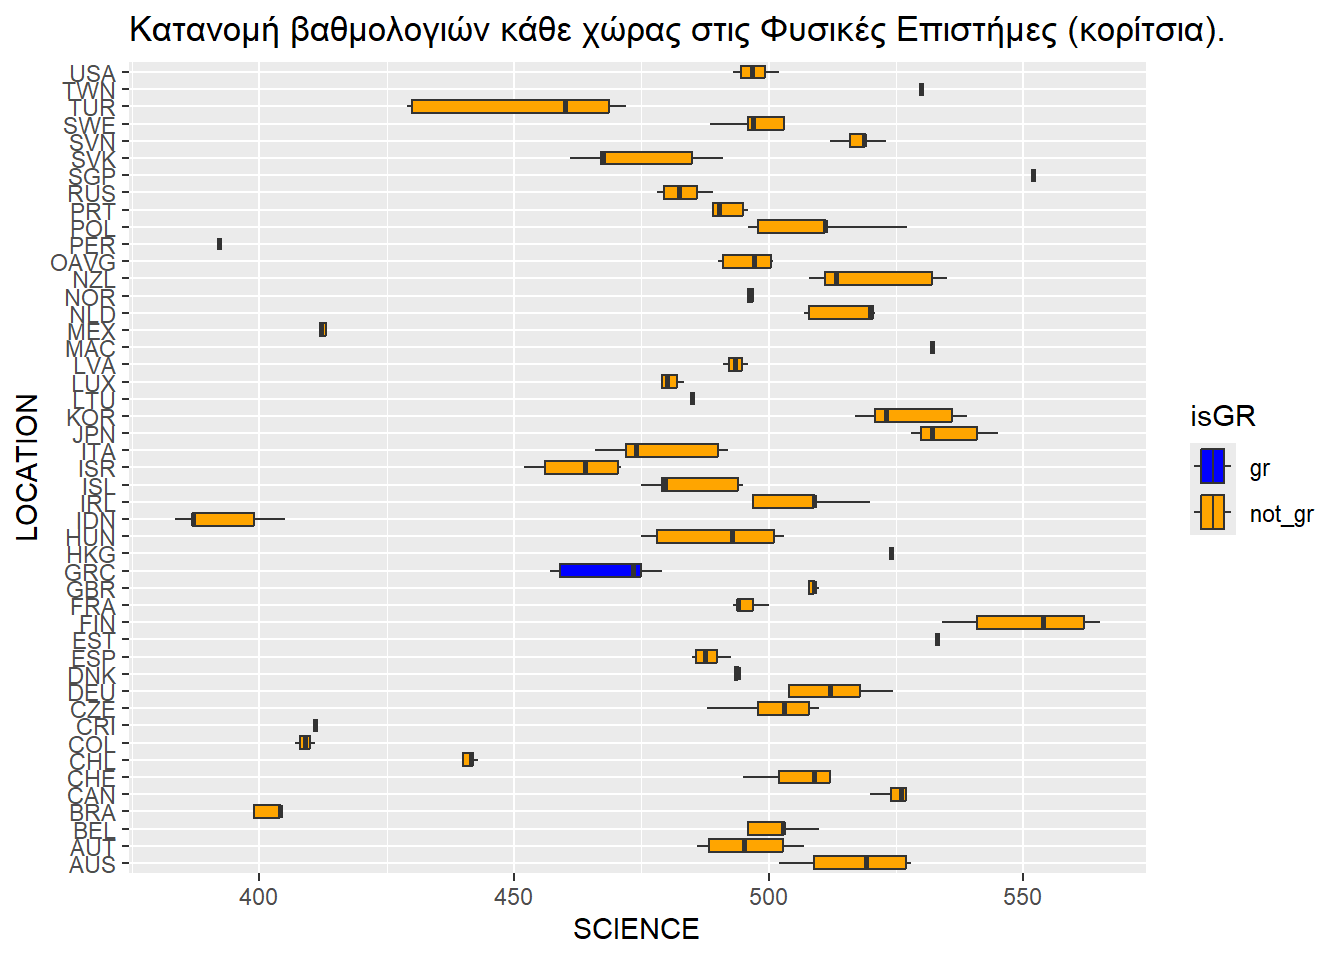 Κατανομή βαθμολογιών κάθε χώρας στις Φυσικές Επιστήμες (κορίτσια).
USA
TWN
TUR
SWE
SVN
SVK
SGP
RUS
PRT
POL
PER
OAVG
NZL
NOR
NLD
MEX
MAC
LVA
LUX
LTU
KOR
JPN
ITA
ISR
ISL
IRL
IDN
HUN
HKG
GRC
GBR
FRA
FIN
EST
ESP
DNK
DEU
CZE
CRI
COL
CHL
CHE
CAN
BRA
BEL
AUT
AUS
LOCATION
400 450 500 550
SCIENCE
isGR
gr
not_gr